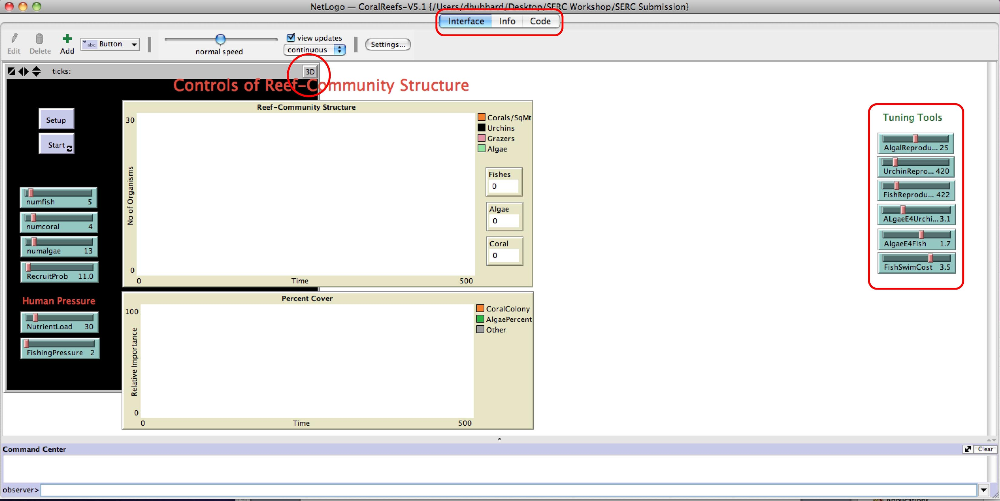 NetLogo — CoralReefs-V5.1 {/Users/dhubbard/Desktop/SERC Workshop/SERC Submission}
Interface Info Code
Edit Delete Add abc Button
normal speed
view updates
continuous
Settings...
ticks:
3D
Controls of Reef-Community Structure
Setup
Start
numfish 5
numcoral 4
numalgae 13
RecruitProb 11.0
Human Pressure
NutrientLoad 30
FishingPressure 2
Reef-Community Structure
30
No of Organisms
0
0 Time 500
Corals/SqMt
Urchins
Grazers
Algae
Fishes
0
Algae
0
Coral
0
Percent Cover
100
Relative Importance
0
0 Time 500
CoralColony
AlgaePercent
Other
Tuning Tools
AlgalReprodu... 25
UrchinRepro... 420
FishReprodu... 422
ALgaeE4Urchi... 3.1
AlgaeE4FIsh 1.7
FishSwimCost 3.5
Command Center
Clear
observer>